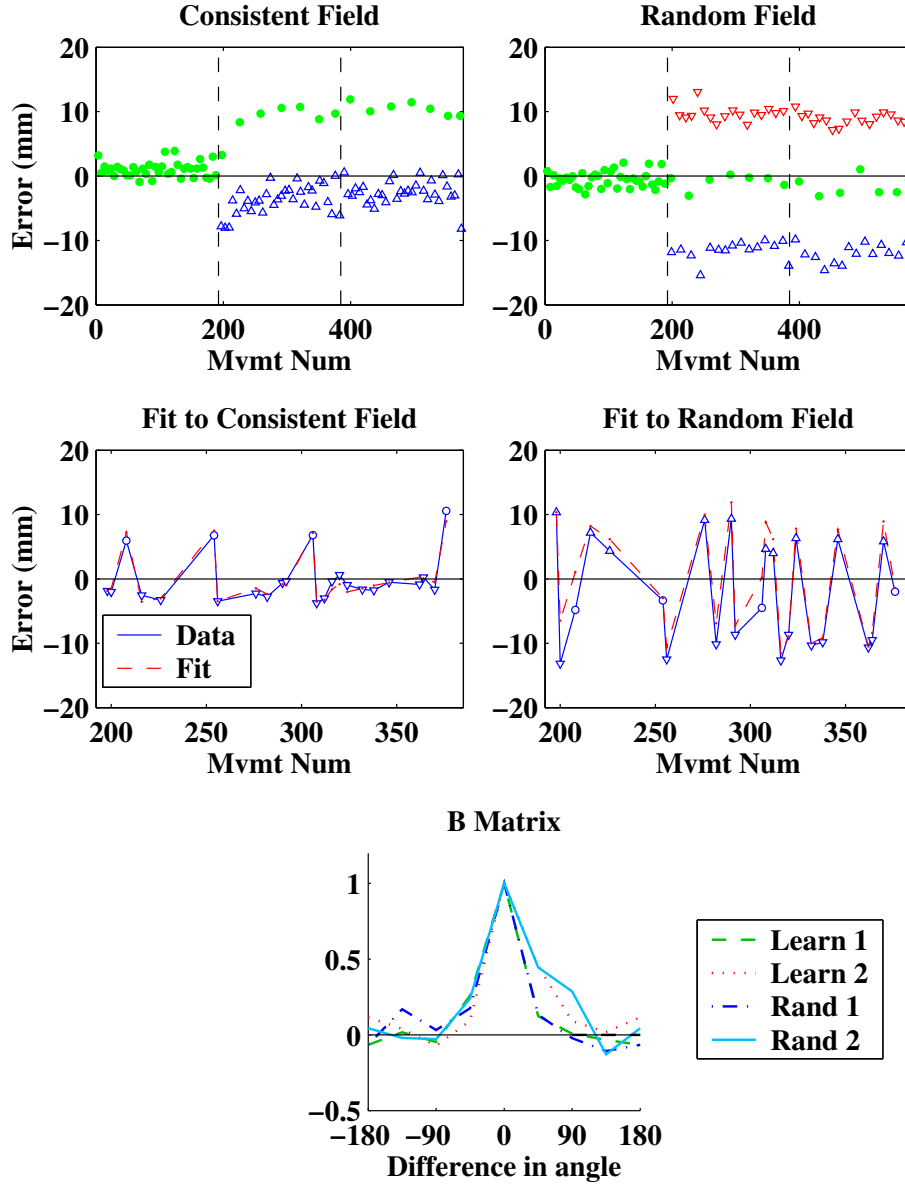 Consistent Field
Random Field
Error (mm)
20
10
0
−10
−20
0
200
400
Mvmt Num
20
10
0
−10
−20
0
200
400
Mvmt Num
Fit to Consistent Field
Fit to Random Field
Error (mm)
20
10
0
−10
−20
Data
Fit
200
250
300
350
Mvmt Num
20
10
0
−10
−20
200
250
300
350
Mvmt Num
B Matrix
1
0.5
0
−0.5
−180
−90
0
90
180
Difference in angle
Learn 1
Learn 2
Rand 1
Rand 2